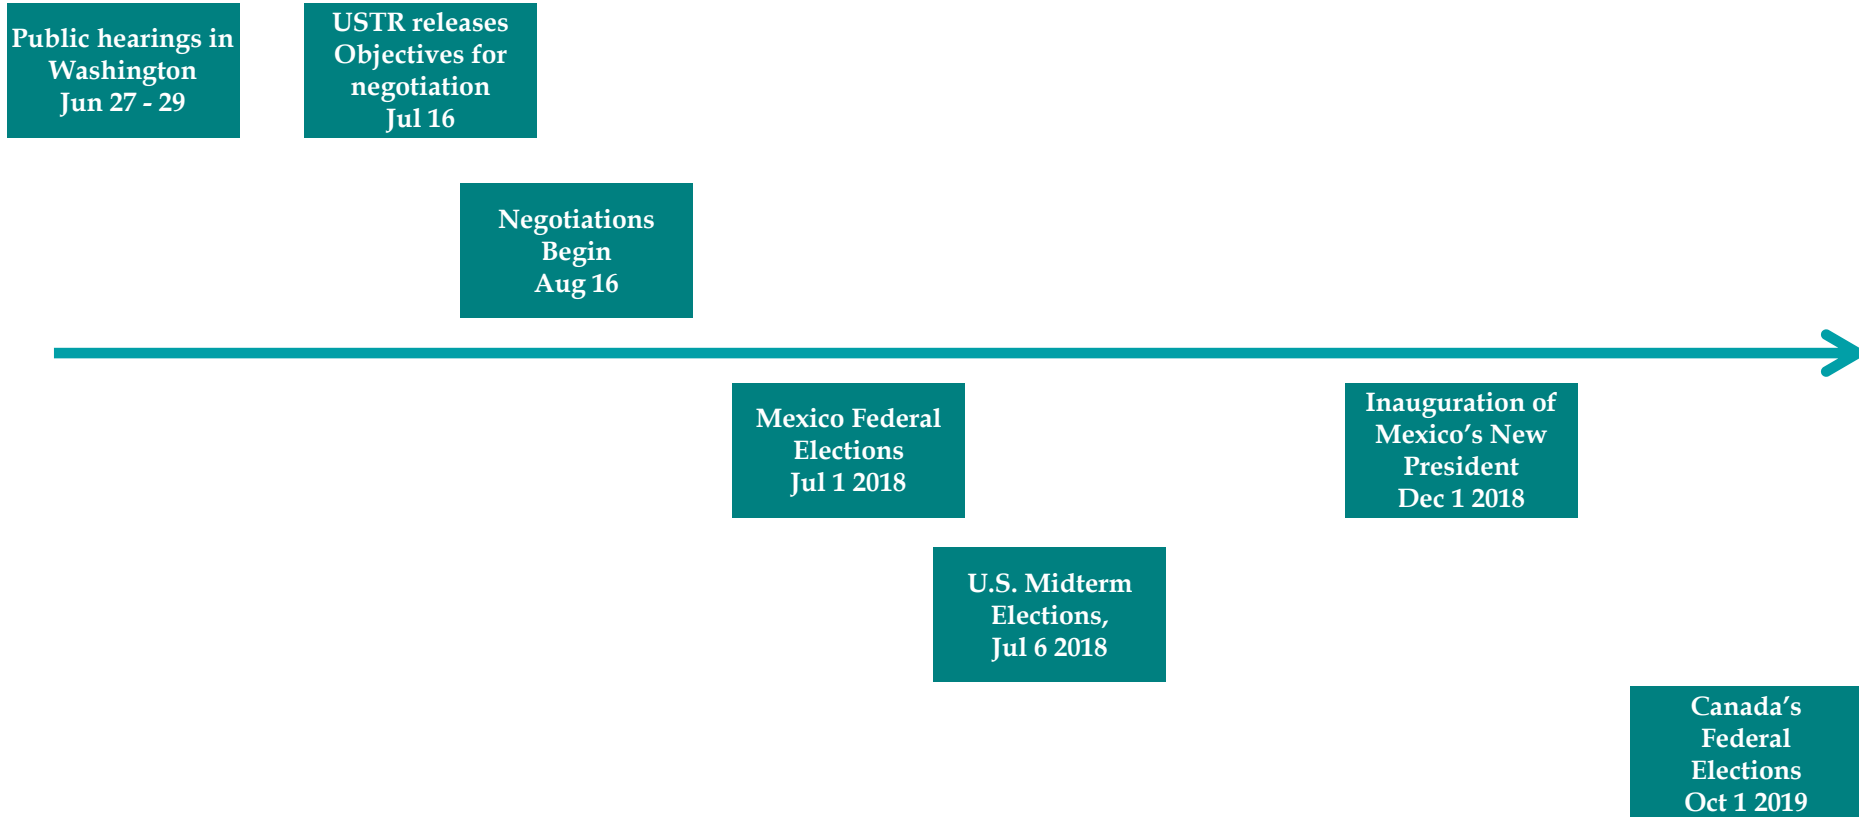 Public hearings in
Washington
Jun 27 - 29
USTR releases
Objectives for
negotiation
Jul 16
Negotiations
Begin
Aug 16
Mexico Federal
Elections
Jul 1 2018
Inauguration of
Mexico’s New
President
Dec 1 2018
U.S. Midterm
Elections,
Jul 6 2018
Canada’s
Federal
Elections
Oct 1 2019